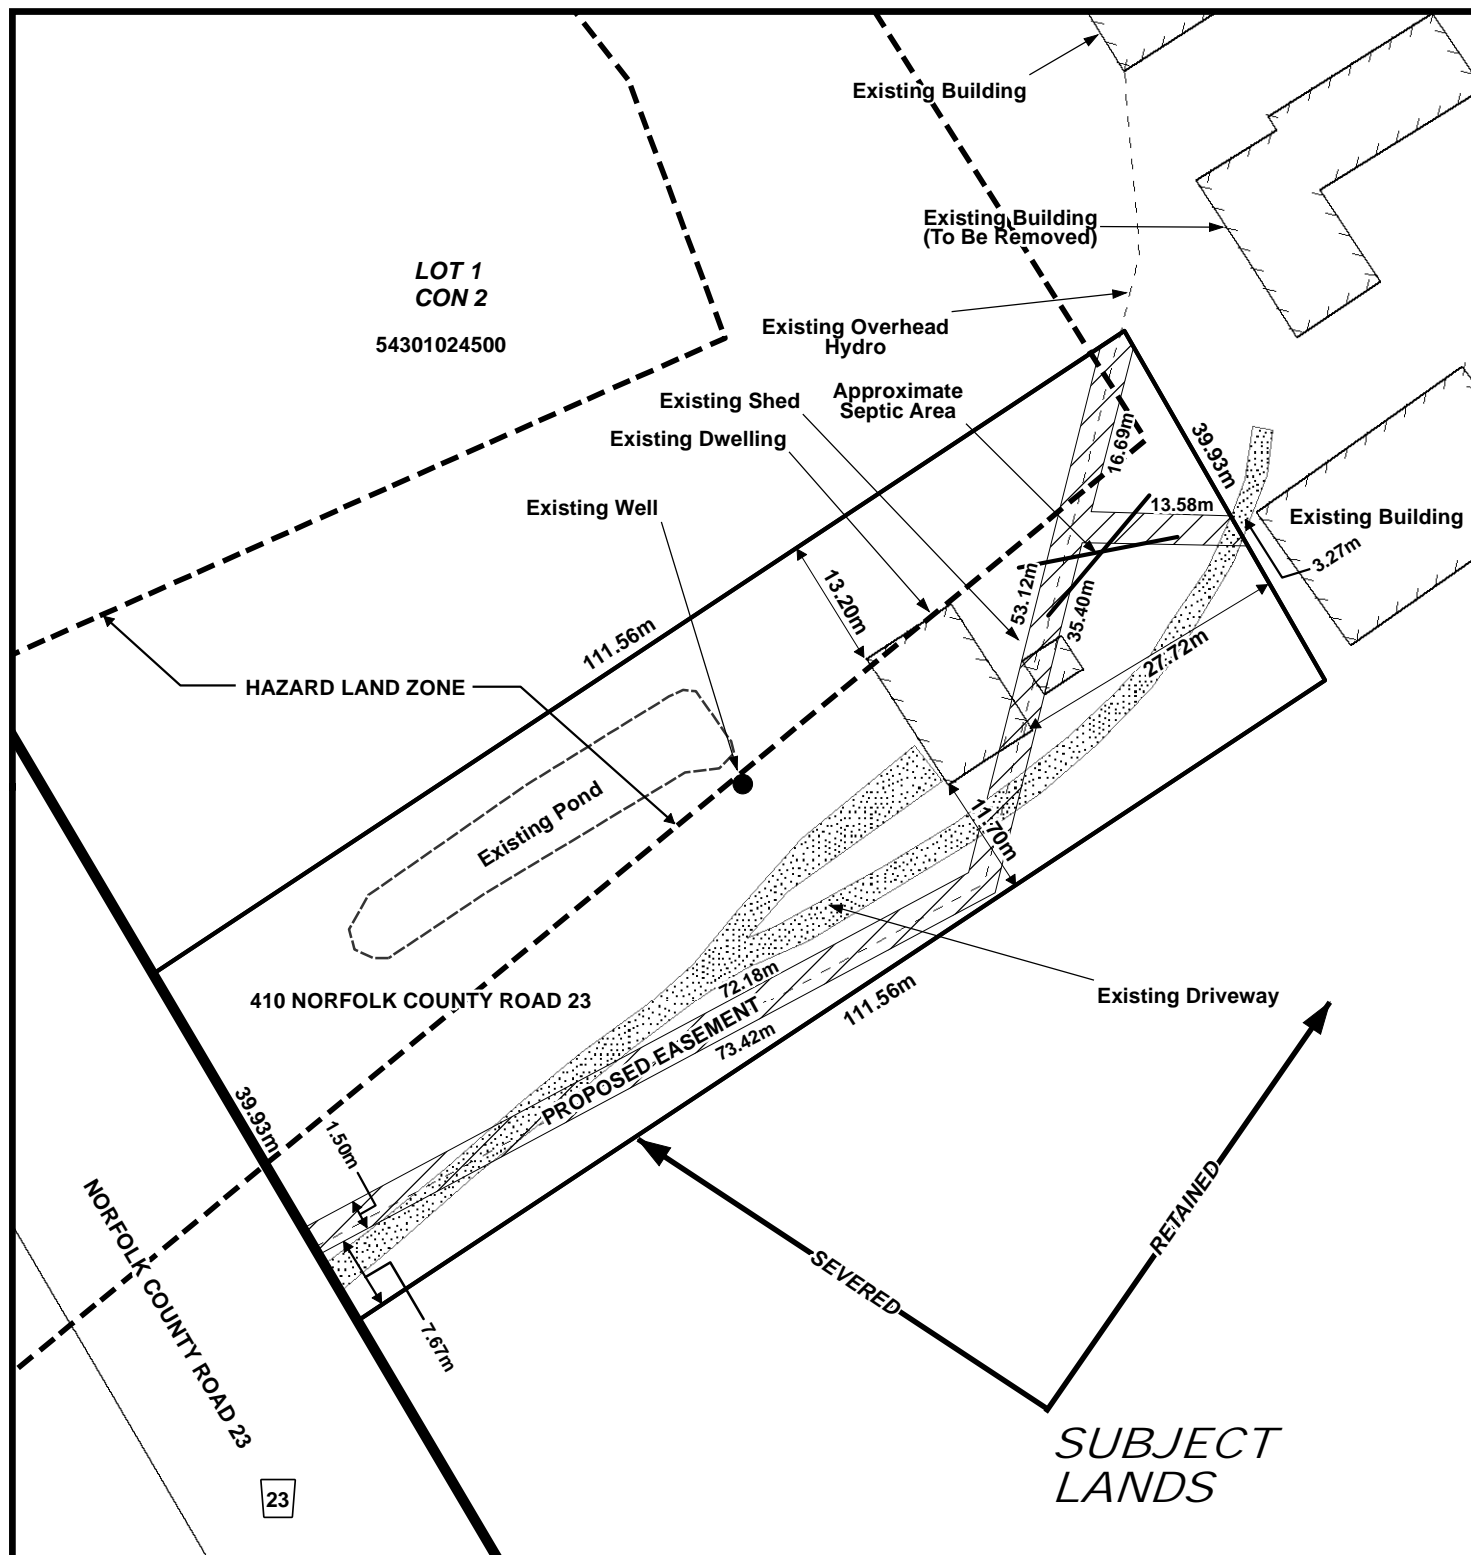 Existing Building
Existing Building
(To Be Removed)
LOT 1
CON 2
54301024500
Existing Overhead
Hydro
Approximate
Septic Area
Existing Shed
Existing Dwelling
Existing Well
16.69m
39.93m
13.58m
Existing Building
3.27m
13.20m
53.12m
35.40m
111.56m
27.72m
HAZARD LAND ZONE
Existing Pond
11.70m
410 NORFOLK COUNTY ROAD 23
72.18m
PROPOSED EASEMENT
73.42m
111.56m
Existing Driveway
39.93m
1.50m
NORFOLK COUNTY ROAD 23
7.67m
SEVERED
RETAINED
SUBJECT
LANDS
23